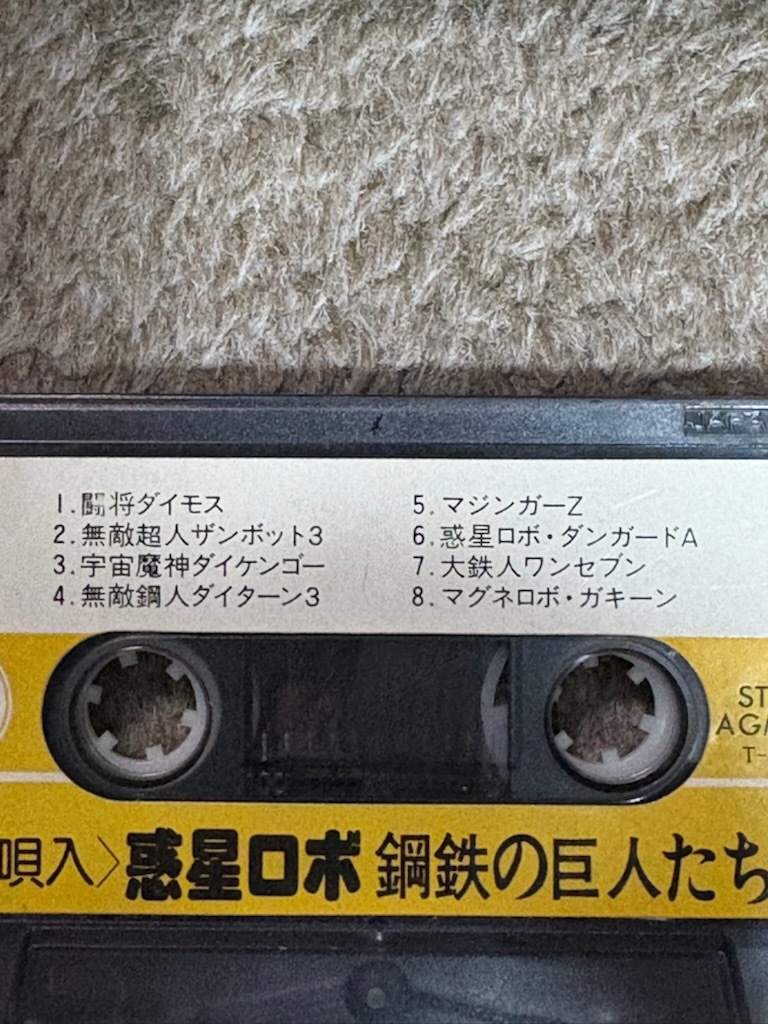 JAPAN
1.闘将ダイモス
2.無敵超人ザンボット3
3.宇宙魔神ダイケンゴー
4.無敵鋼人ダイターン3
5.マジンガーZ
6.惑星ロボ・ダンガードA
7.大鉄人ワンセブン
8.マグネロボ・ガキーン
ST
AGM
T-
唄入〉惑星ロボ 鋼鉄の巨人たち